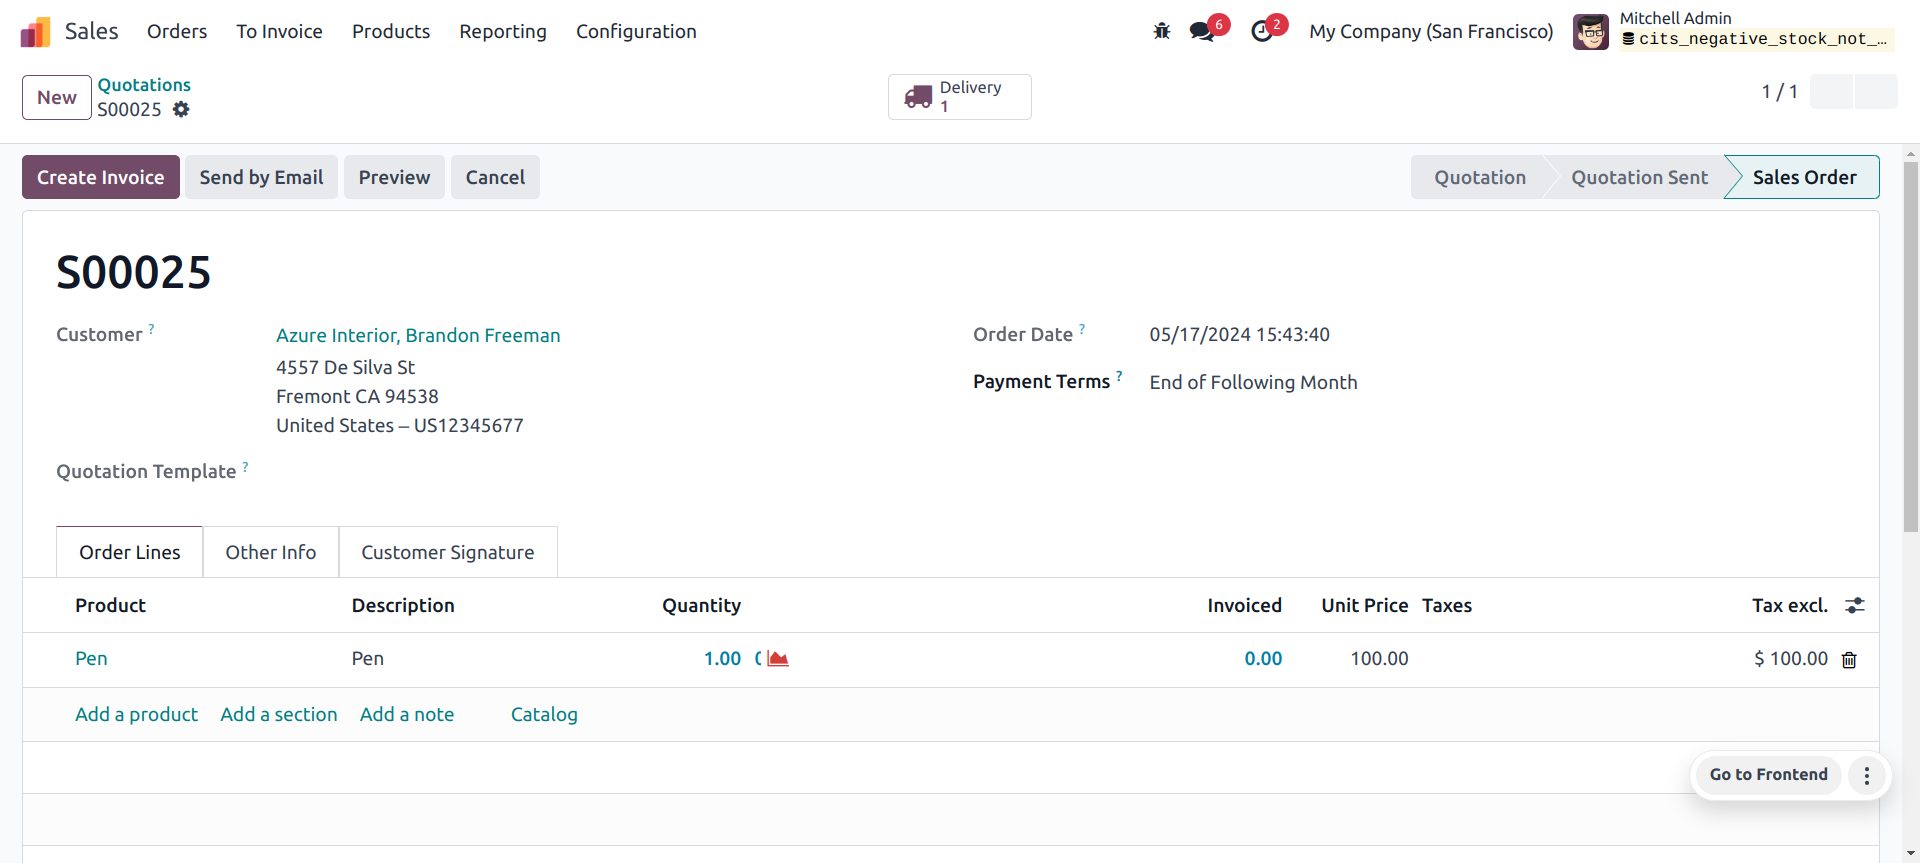 Sales Orders To Invoice Products Reporting Configuration 6 2 My Company (San Francisco) Mitchell Admin
cits_negative_stock_not_...
New Quotations
S00025
Delivery
1
1 / 1
Create Invoice Send by Email Preview Cancel Quotation Quotation Sent Sales Order
S00025
Customer ? Azure Interior, Brandon Freeman
4557 De Silva St
Fremont CA 94538
United States – US12345677
Order Date ? 05/17/2024 15:43:40
Payment Terms ? End of Following Month
Quotation Template ?
Order Lines Other Info Customer Signature
Product Description Quantity Invoiced Unit Price Taxes Tax excl.
Pen Pen 1.00 0.00 100.00 $ 100.00
Add a product Add a section Add a note Catalog
Go to Frontend